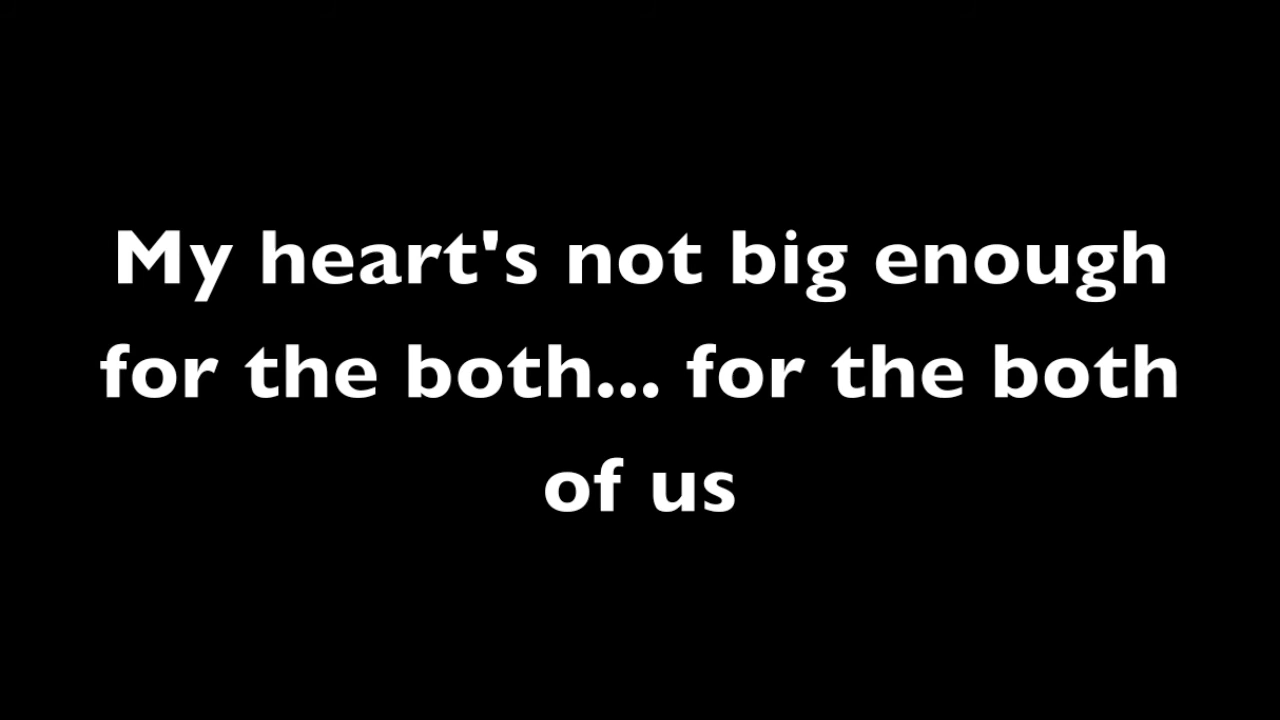 My heart's not big enough
for the both... for the both
of us